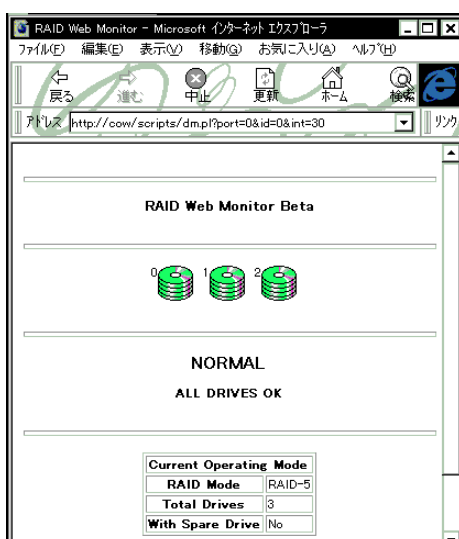 RAID Web Monitor - Microsoft インターネット エクスプローラ
ファイル(F) 編集(E) 表示(V) 移動(G) お気に入り(A) ヘルプ(H)
戻る 進む 中止 更新 ホーム 検索
アドレス http://cow/scripts/dm.pl?port=0&id=0&int=30 リンク
RAID Web Monitor Beta
0 1 2
NORMAL
ALL DRIVES OK
Current Operating Mode
RAID Mode RAID-5
Total Drives 3
With Spare Drive No